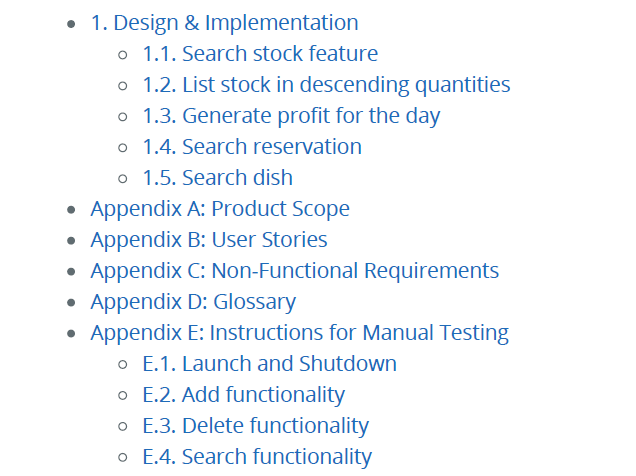 1. Design & Implementation
1.1. Search stock feature
1.2. List stock in descending quantities
1.3. Generate profit for the day
1.4. Search reservation
1.5. Search dish
Appendix A: Product Scope
Appendix B: User Stories
Appendix C: Non-Functional Requirements
Appendix D: Glossary
Appendix E: Instructions for Manual Testing
E.1. Launch and Shutdown
E.2. Add functionality
E.3. Delete functionality
E.4. Search functionality